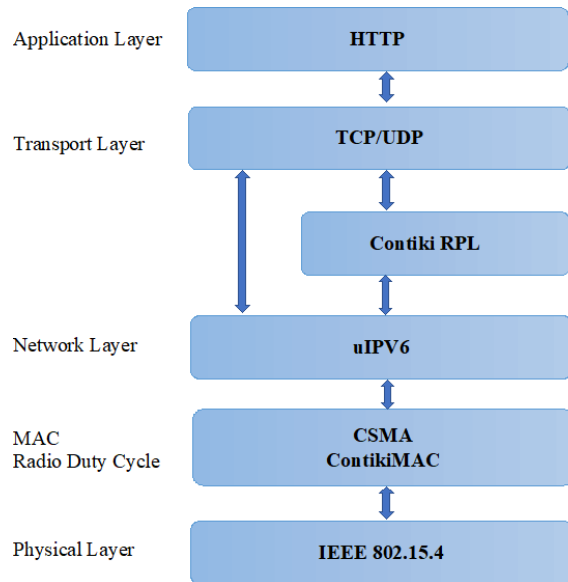 Application Layer
HTTP
Transport Layer
TCP/UDP
Contiki RPL
Network Layer
uIPV6
MAC
Radio Duty Cycle
CSMA
ContikiMAC
Physical Layer
IEEE 802.15.4